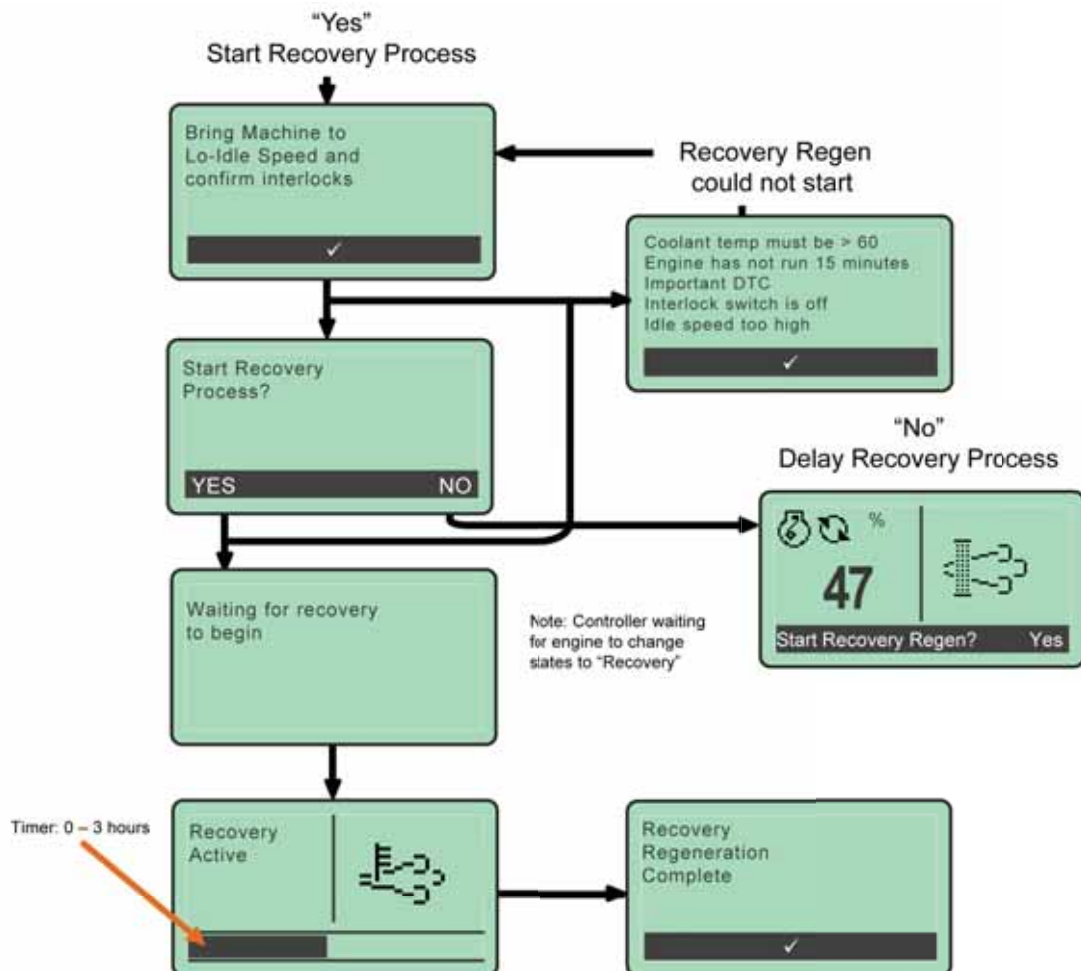 “Yes”
Start Recovery Process
Bring Machine to
Lo-Idle Speed and
confirm interlocks
✓
Recovery Regen
could not start
Coolant temp must be > 60
Engine has not run 15 minutes
Important DTC
Interlock switch is off
Idle speed too high
✓
Start Recovery
Process?
YES NO
“No”
Delay Recovery Process
%
47
Start Recovery Regen? Yes
Waiting for recovery
to begin
Note: Controller waiting
for engine to change
states to “Recovery”
Timer: 0 – 3 hours
Recovery
Active
Recovery
Regeneration
Complete
✓